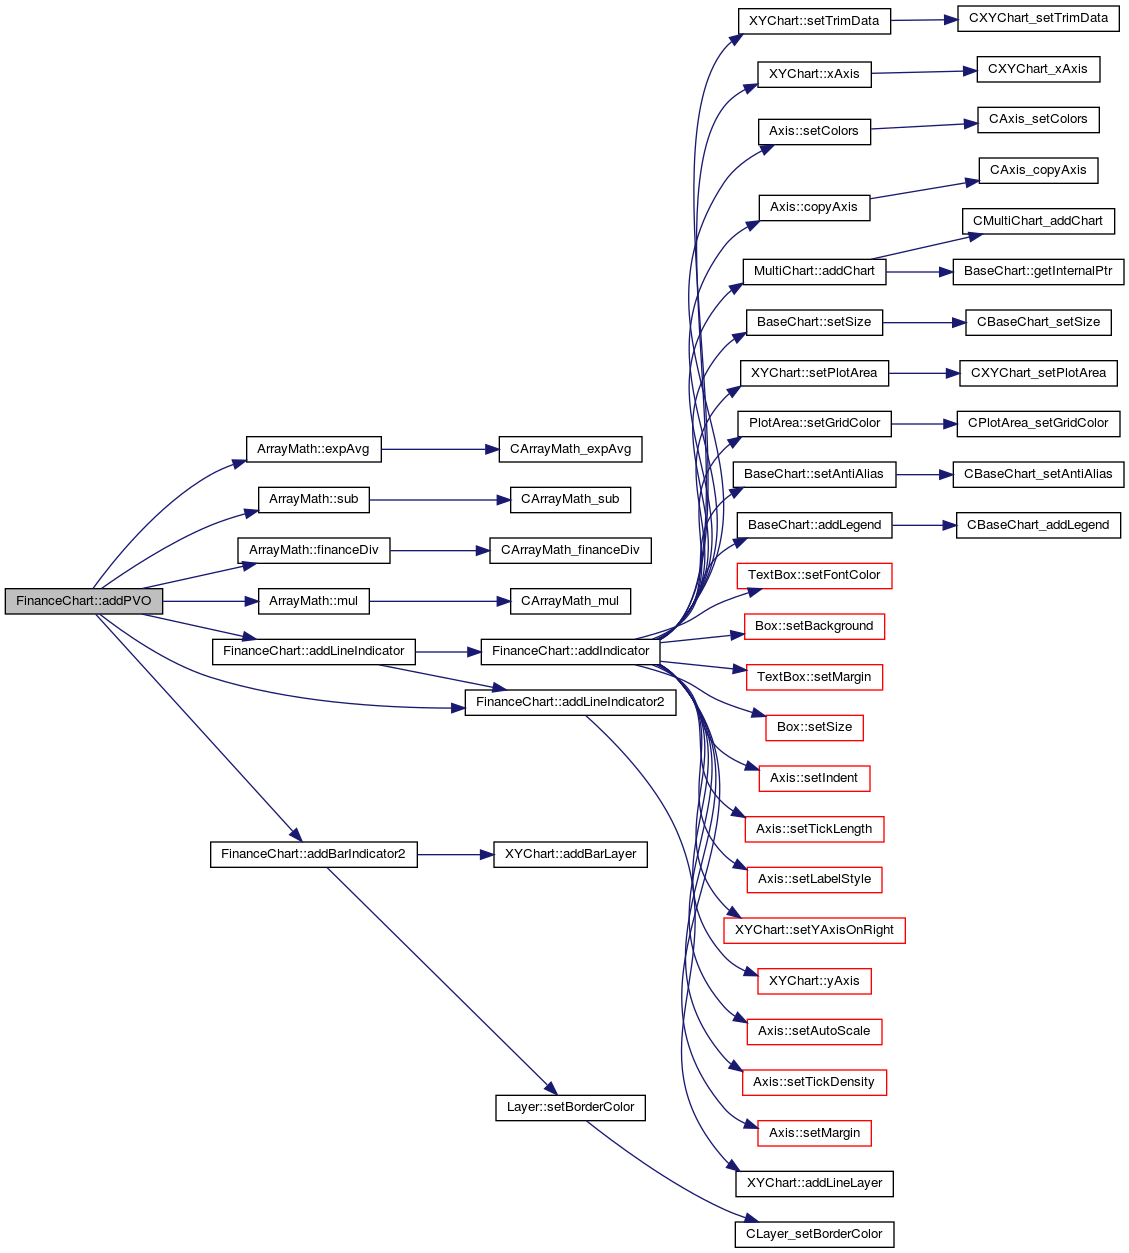 FinanceChart::addPVO
ArrayMath::expAvg
CArrayMath_expAvg
ArrayMath::sub
CArrayMath_sub
ArrayMath::financeDiv
CArrayMath_financeDiv
ArrayMath::mul
CArrayMath_mul
FinanceChart::addLineIndicator
FinanceChart::addIndicator
FinanceChart::addLineIndicator2
FinanceChart::addBarIndicator2
XYChart::addBarLayer
Layer::setBorderColor
XYChart::setTrimData
CXYChart_setTrimData
XYChart::xAxis
CXYChart_xAxis
Axis::setColors
CAxis_setColors
Axis::copyAxis
CAxis_copyAxis
MultiChart::addChart
CMultiChart_addChart
BaseChart::getInternalPtr
BaseChart::setSize
CBaseChart_setSize
XYChart::setPlotArea
CXYChart_setPlotArea
PlotArea::setGridColor
CPlotArea_setGridColor
BaseChart::setAntiAlias
CBaseChart_setAntiAlias
BaseChart::addLegend
CBaseChart_addLegend
TextBox::setFontColor
Box::setBackground
TextBox::setMargin
Box::setSize
Axis::setIndent
Axis::setTickLength
Axis::setLabelStyle
XYChart::setYAxisOnRight
XYChart::yAxis
Axis::setAutoScale
Axis::setTickDensity
Axis::setMargin
XYChart::addLineLayer
CLayer_setBorderColor